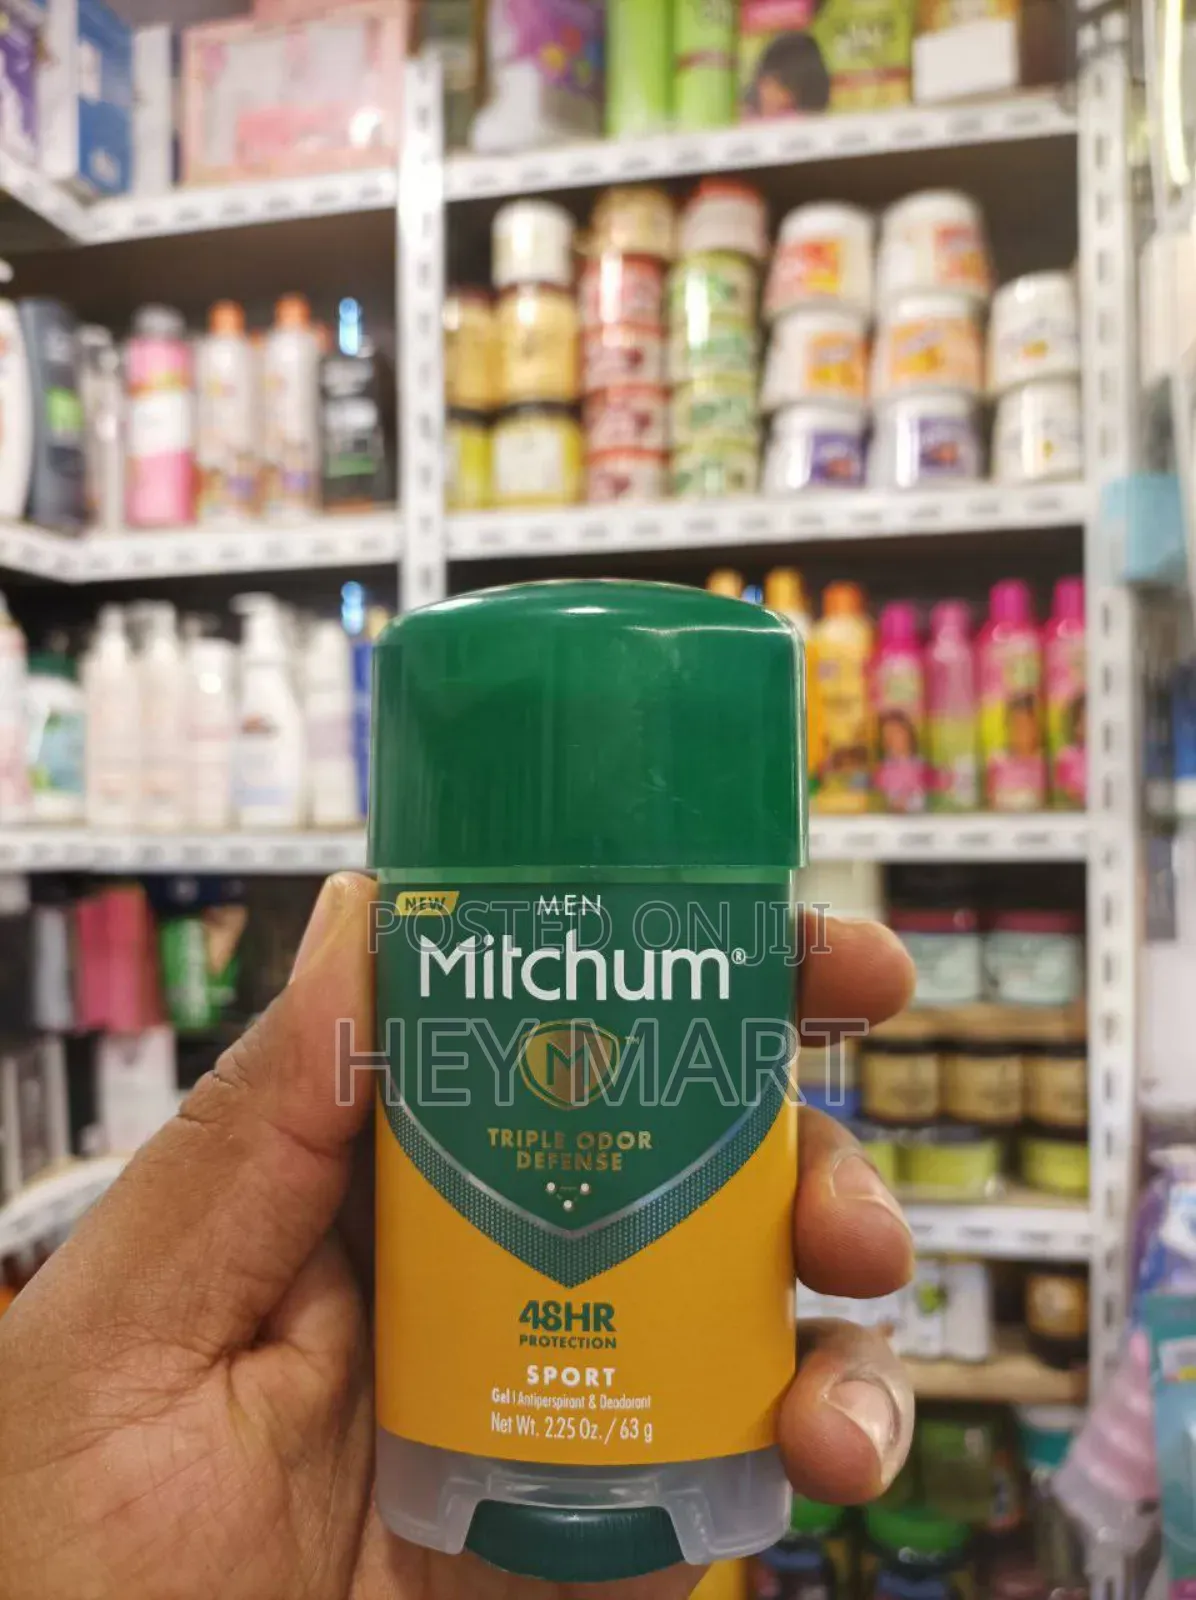 NEW
MEN
POSTED ON JIJI
Mitchum®
HEY MART
M™
TRIPLE ODOR
DEFENSE
48HR
PROTECTION
SPORT
Gel | Antiperspirant & Deodorant
Net Wt. 2.25 Oz. / 63 g